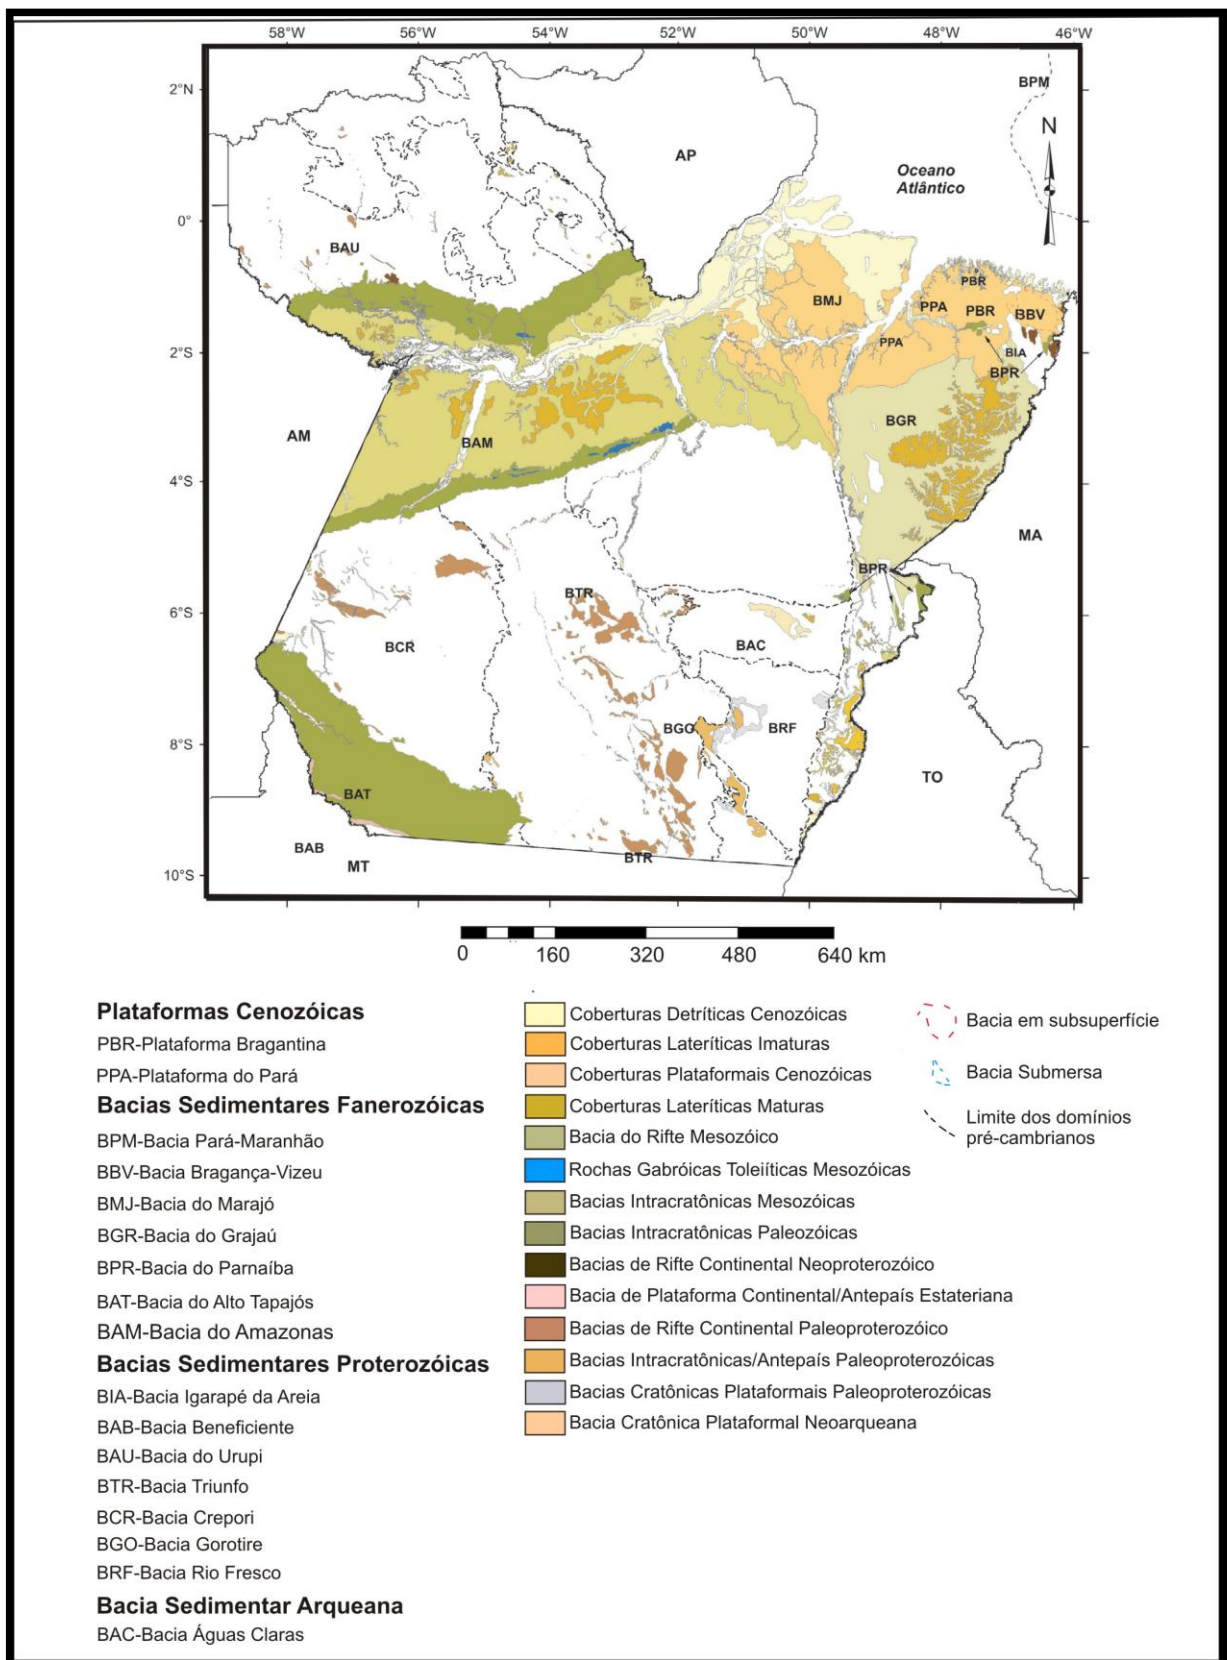 58°W 56°W 54°W 52°W 50°W 48°W 46°W
2°N
BPM
N
AP
Oceano
Atlântico
0°
BAU
PBR
BMJ
PPA
PBR
BBV
PPA
2°S
BIA
BPR
BGR
AM
BAM
4°S
MA
BPR
BTR
6°S
BCR
BAC
BGO
BRF
8°S
TO
BAT
BAB
MT
BTR
10°S
0 160 320 480 640 km
Plataformas Cenozóicas
PBR-Plataforma Bragantina
PPA-Plataforma do Pará
Bacias Sedimentares Fanerozóicas
BPM-Bacia Pará-Maranhão
BBV-Bacia Bragança-Vizeu
BMJ-Bacia do Marajó
BGR-Bacia do Grajaú
BPR-Bacia do Parnaíba
BAT-Bacia do Alto Tapajós
BAM-Bacia do Amazonas
Bacias Sedimentares Proterozóicas
BIA-Bacia Igarapé da Areia
BAB-Bacia Beneficiente
BAU-Bacia do Urupi
BTR-Bacia Triunfo
BCR-Bacia Crepori
BGO-Bacia Gorotire
BRF-Bacia Rio Fresco
Bacia Sedimentar Arqueana
BAC-Bacia Águas Claras
Coberturas Detríticas Cenozóicas
Coberturas Lateríticas Imaturas
Coberturas Plataformais Cenozóicas
Coberturas Lateríticas Maturas
Bacia do Rifte Mesozóico
Rochas Gabróicas Toleiíticas Mesozóicas
Bacias Intracratônicas Mesozóicas
Bacias Intracratônicas Paleozóicas
Bacias de Rifte Continental Neoproterozóico
Bacia de Plataforma Continental/Antepaís Estateriana
Bacias de Rifte Continental Paleoproterozóico
Bacias Intracratônicas/Antepaís Paleoproterozóicas
Bacias Cratônicas Plataformais Paleoproterozóicas
Bacia Cratônica Plataformal Neoarqueana
Bacia em subsuperfície
Bacia Submersa
Limite dos domínios
pré-cambrianos